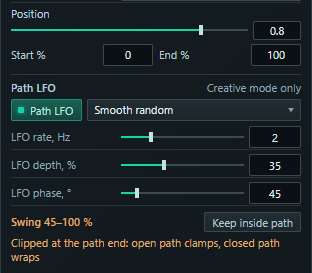 Position
0.8
Start % 0 End % 100
Path LFO Creative mode only
Path LFO Smooth random
LFO rate, Hz 2
LFO depth, % 35
LFO phase, ° 45
Swing 45–100 % Keep inside path
Clipped at the path end: open path clamps, closed path
wraps